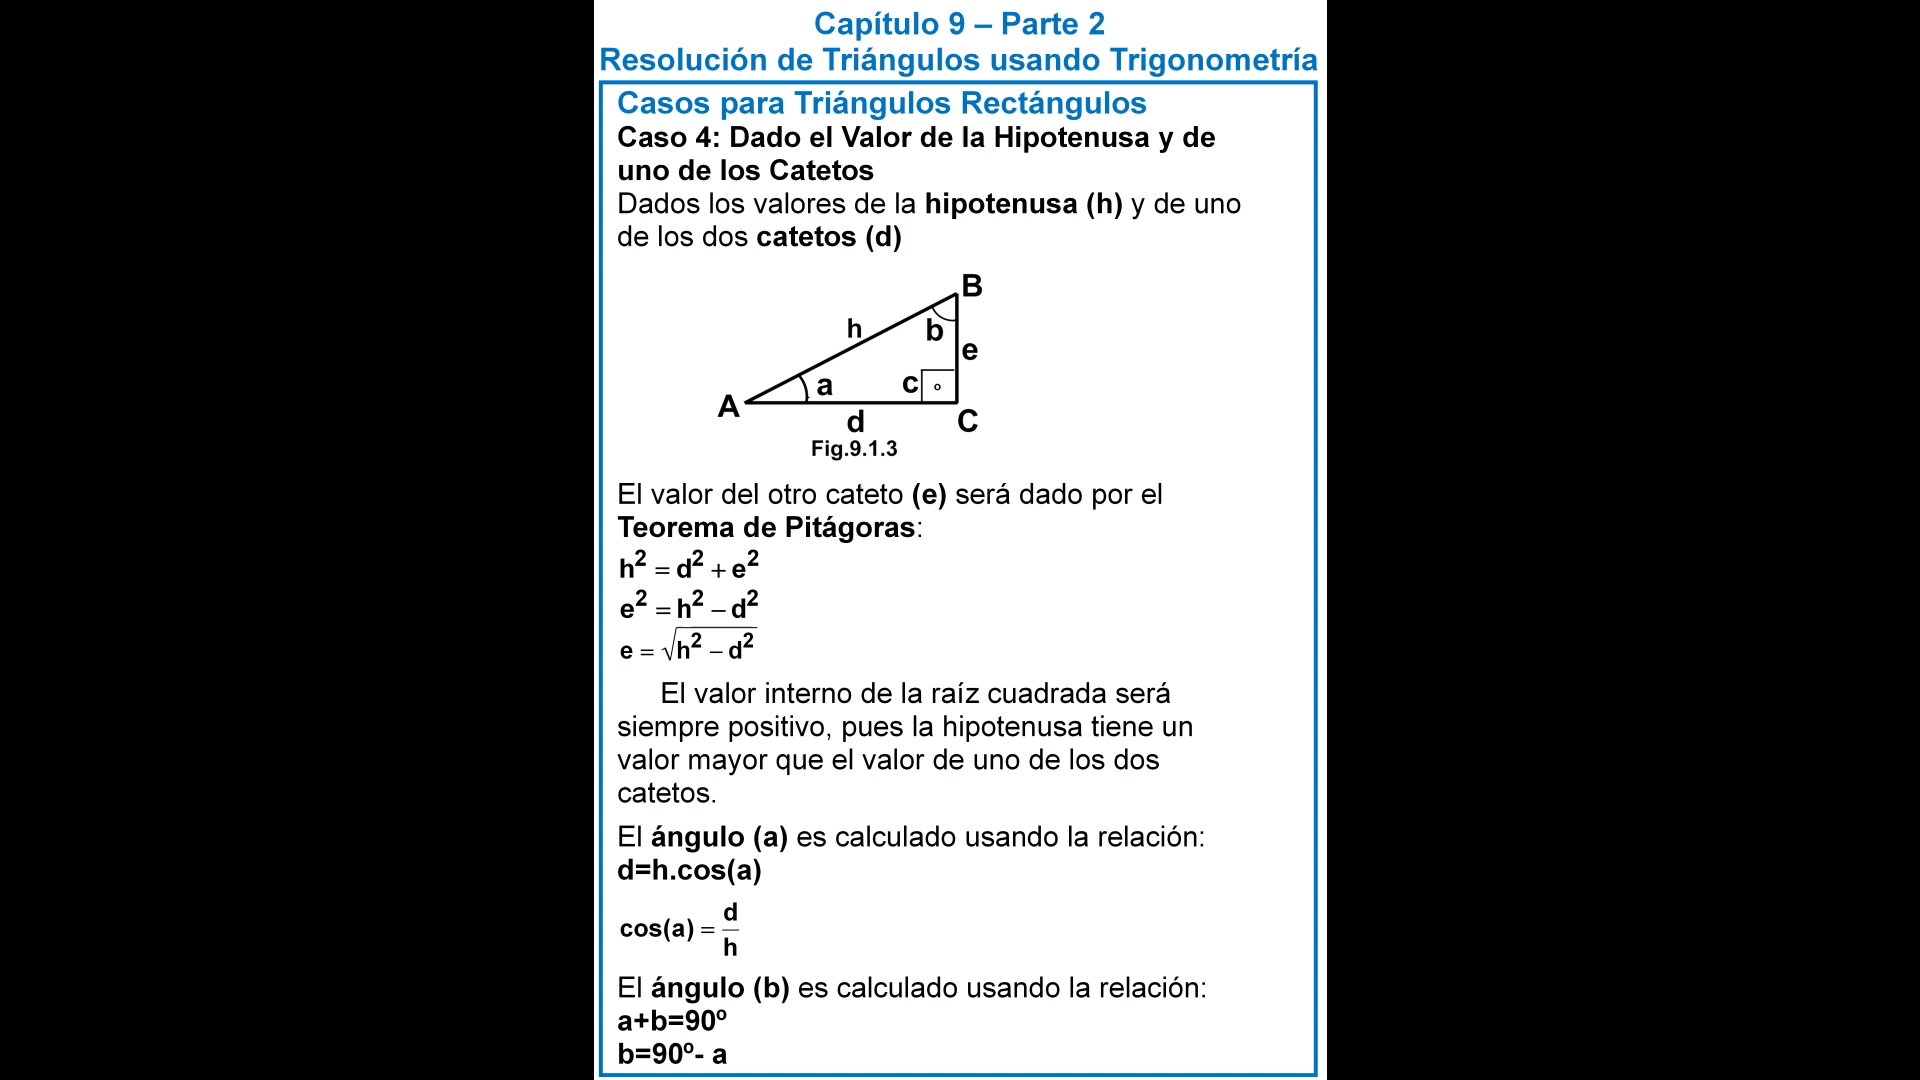 Capítulo 9 – Parte 2
Resolución de Triángulos usando Trigonometría
Casos para Triángulos Rectángulos
Caso 4: Dado el Valor de la Hipotenusa y de
uno de los Catetos
Dados los valores de la hipotenusa (h) y de uno
de los dos catetos (d)
B
h
b
e
a
c
A
d
C
Fig.9.1.3
El valor del otro cateto (e) será dado por el
Teorema de Pitágoras:
h² = d² + e²
e² = h² – d²
e = √h² – d²
El valor interno de la raíz cuadrada será
siempre positivo, pues la hipotenusa tiene un
valor mayor que el valor de uno de los dos
catetos.
El ángulo (a) es calculado usando la relación:
d=h.cos(a)
cos(a) = d/h
El ángulo (b) es calculado usando la relación:
a+b=90º
b=90º- a